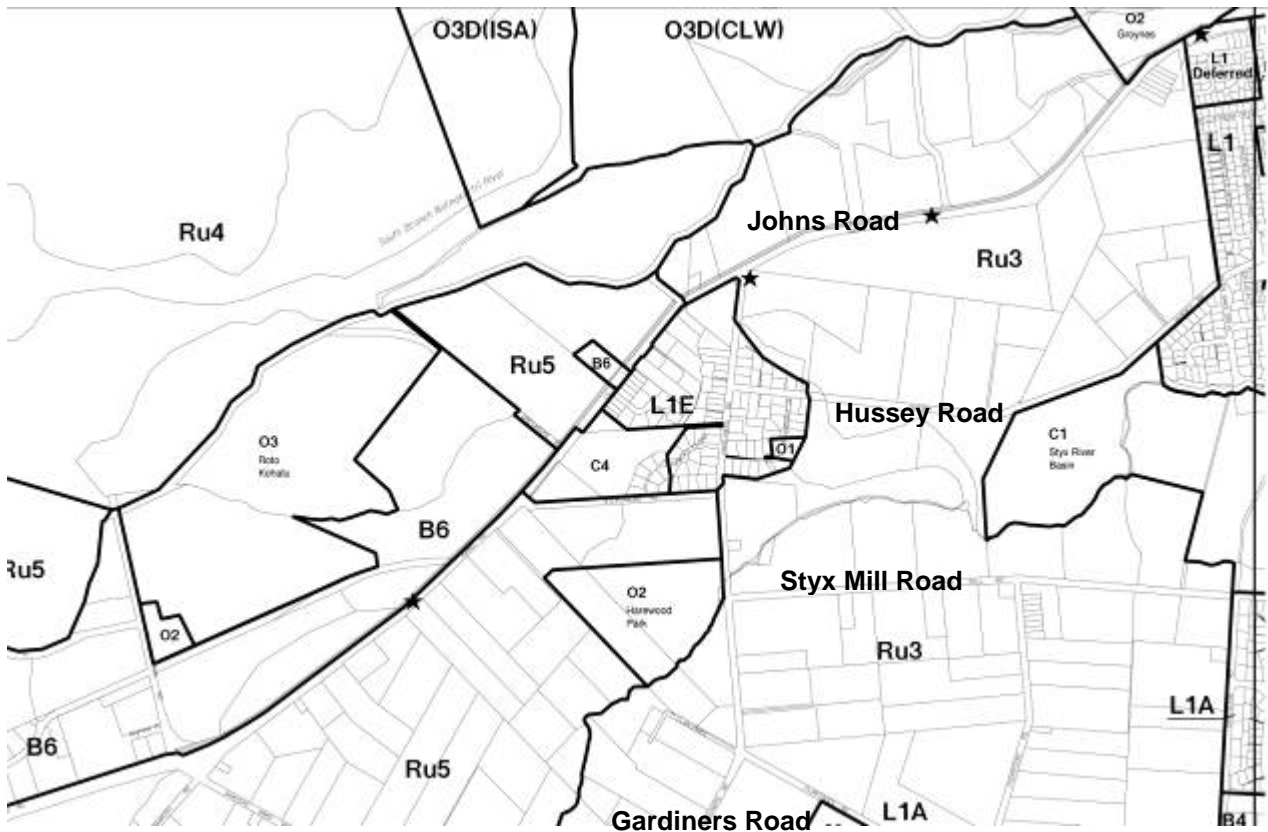 O3D(ISA)
O3D(CLW)
O2
Groynes
L1
Deferred
L1
Ru4
Johns Road
Ru3
Ru5
B6
L1E
Hussey Road
O3
Roto
Kohatu
C4
O1
C1
Styx River
Basin
B6
Ru5
Styx Mill Road
O2
Harewood
Park
O2
Ru3
L1A
B6
Ru5
L1A
Gardiners Road
B4